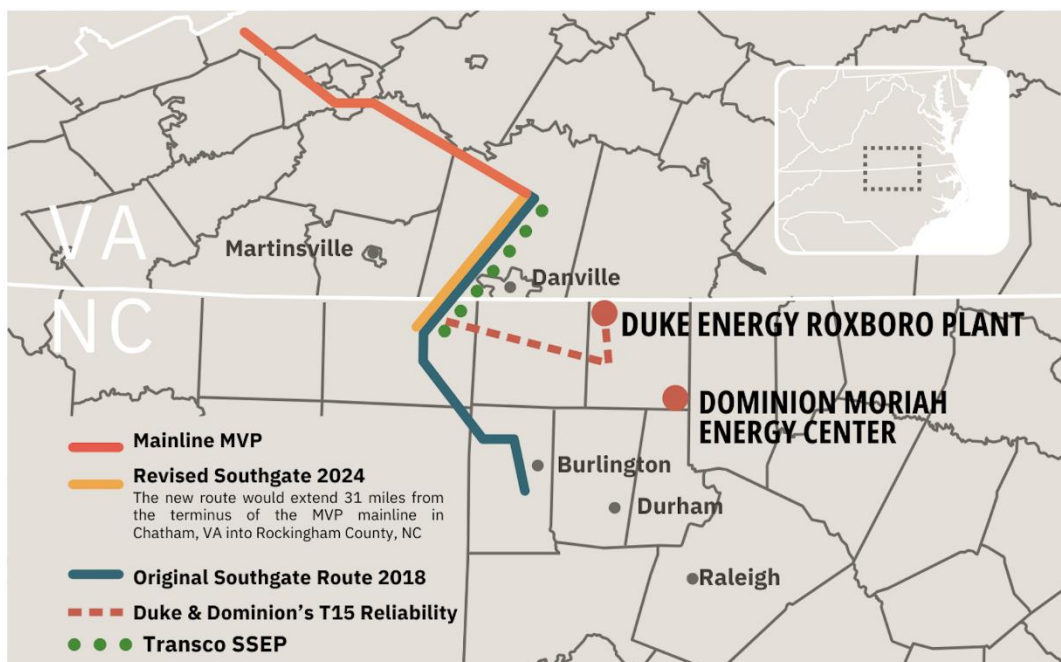 VA
Martinsville
Danville
NC
DUKE ENERGY ROXBORO PLANT
DOMINION MORIAH
ENERGY CENTER
Mainline MVP
Revised Southgate 2024
The new route would extend 31 miles from
the terminus of the MVP mainline in
Chatham, VA into Rockingham County, NC
Burlington
Durham
Original Southgate Route 2018
Raleigh
Duke & Dominion's T15 Reliability
Transco SSEP